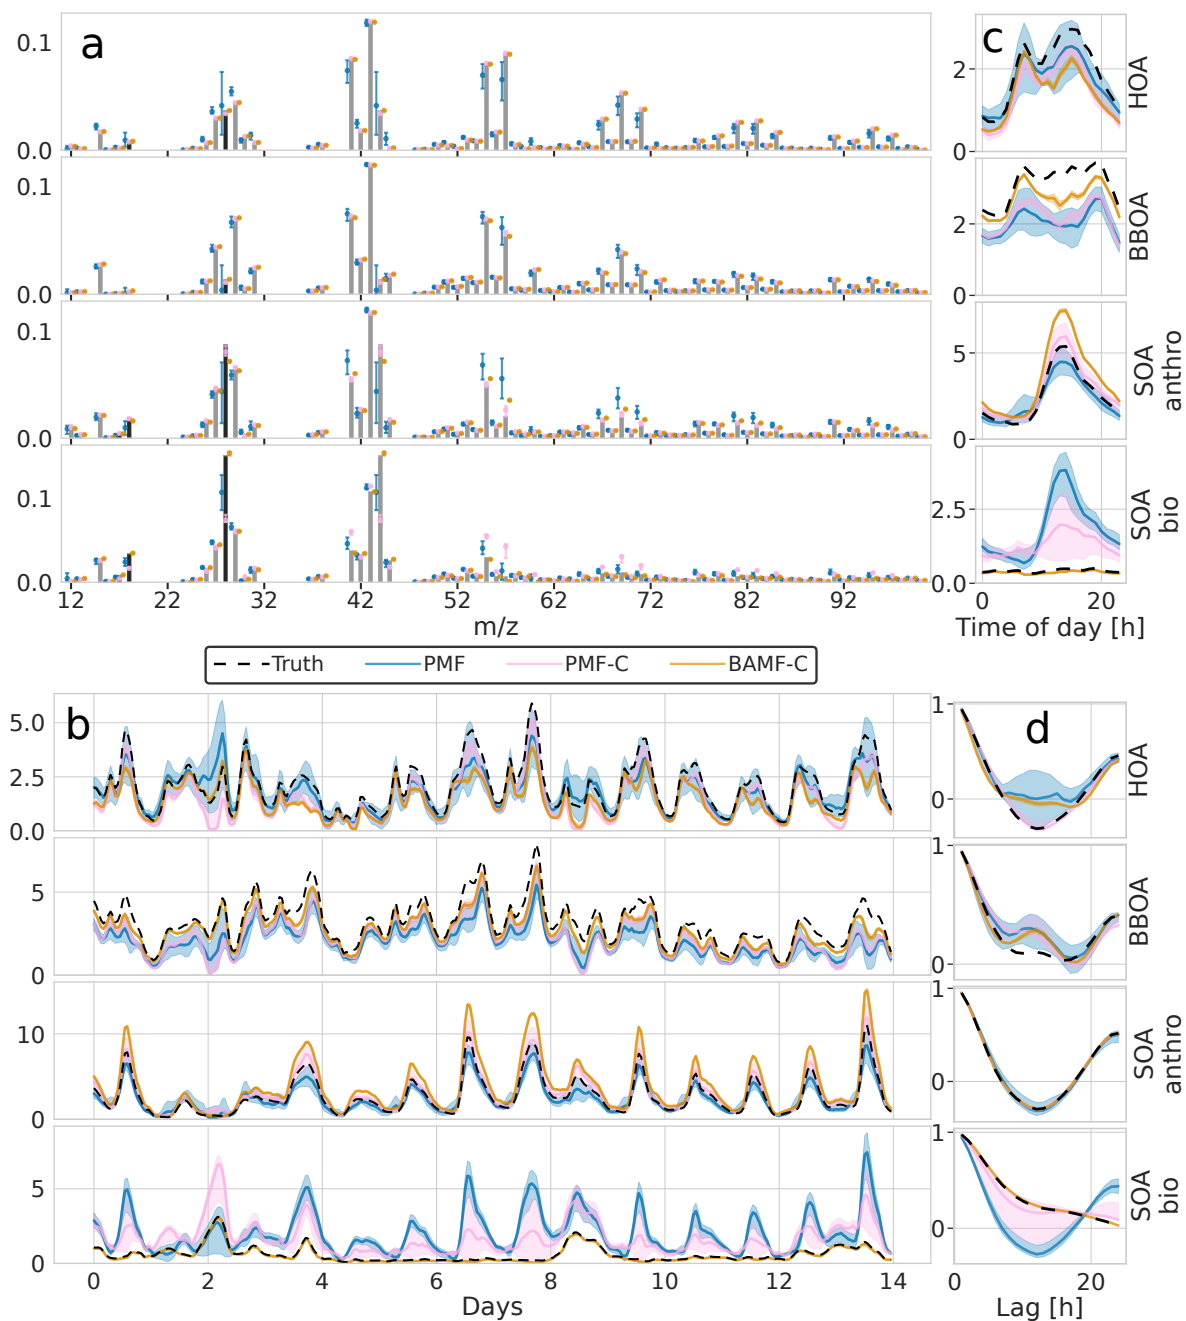 a
0.1
0.0
0.1
0.0
0.1
0.0
0.1
0.0
12 22 32 42 52 62 72 82 92
m/z
c
2
0
HOA
2
0
BBOA
5
0
SOA
anthro
2.5
0.0
SOA
bio
0 20
Time of day [h]
Truth PMF PMF-C BAMF-C
b
5.0
2.5
0.0
5
0
10
0
5
0
0 2 4 6 8 10 12 14
Days
d
1
0
HOA
1
0
BBOA
1
0
SOA
anthro
1
0
SOA
bio
0 20
Lag [h]